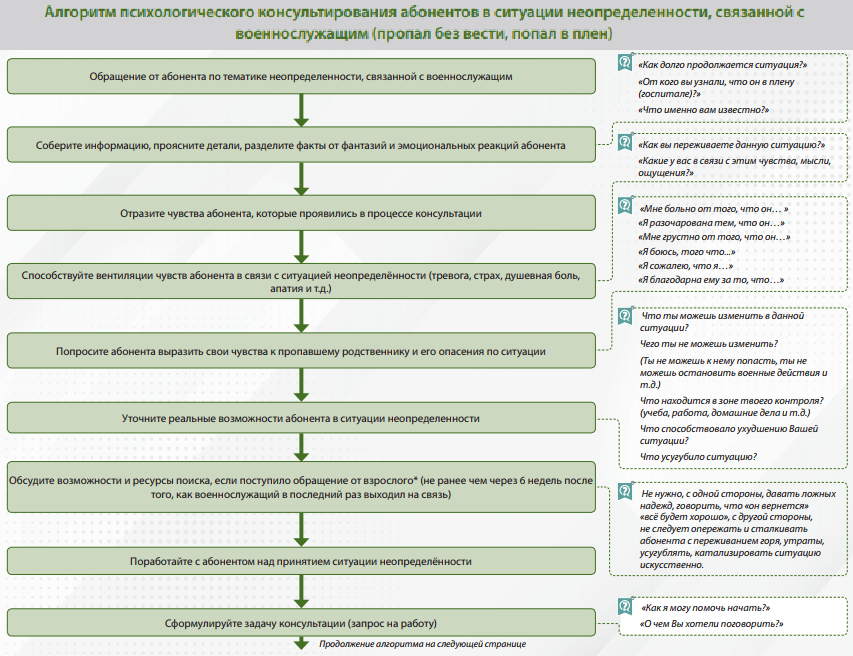 Алгоритм психологического консультирования абонентов в ситуации неопределенности, связанной с
военнослужащим (пропал без вести, попал в плен)
Обращение от абонента по тематике неопределенности, связанной с военнослужащим
«Как долго продолжается ситуация?»
«От кого вы узнали, что он в плену
(госпитале)?»
«Что именно вам известно?»
Соберите информацию, проясните детали, разделите факты от фантазий и эмоциональных реакций абонента
«Как вы переживаете данную ситуацию?»
«Какие у вас в связи с этим чувства, мысли,
ощущения?»
Отразите чувства абонента, которые проявились в процессе консультации
«Мне больно от того, что он… »
«Я разочарована тем, что он…»
«Мне грустно от того, что он…»
«Я боюсь, того что...»
«Я сожалею, что я…»
«Я благодарна ему за то, что…»
Способствуйте вентиляции чувств абонента в связи с ситуацией неопределённости (тревога, страх, душевная боль,
апатия и т.д.)
Попросите абонента выразить свои чувства к пропавшему родственнику и его опасения по ситуации
Что ты можешь изменить в данной
ситуации?
Чего ты не можешь изменить?
(Ты не можешь к нему попасть, ты не
можешь остановить военные действия и
т.д.)
Что находится в зоне твоего контроля?
(учеба, работа, домашние дела и т.д.)
Что способствовало ухудшению Вашей
ситуации?
Что усугубило ситуацию?
Уточните реальные возможности абонента в ситуации неопределенности
Обсудите возможности и ресурсы поиска, если поступило обращение от взрослого* (не ранее чем через 6 недель после
того, как военнослужащий в последний раз выходил на связь)
Не нужно, с одной стороны, давать ложных
надежд, говорить, что «он вернется»
«всё будет хорошо», с другой стороны,
не следует опережать и сталкивать
абонента с переживанием горя, утраты,
усугублять, катализировать ситуацию
искусственно.
Поработайте с абонентом над принятием ситуации неопределённости
Сформулируйте задачу консультации (запрос на работу)
«Как я могу помочь начать?»
«О чем Вы хотели поговорить?»
Продолжение алгоритма на следующей странице